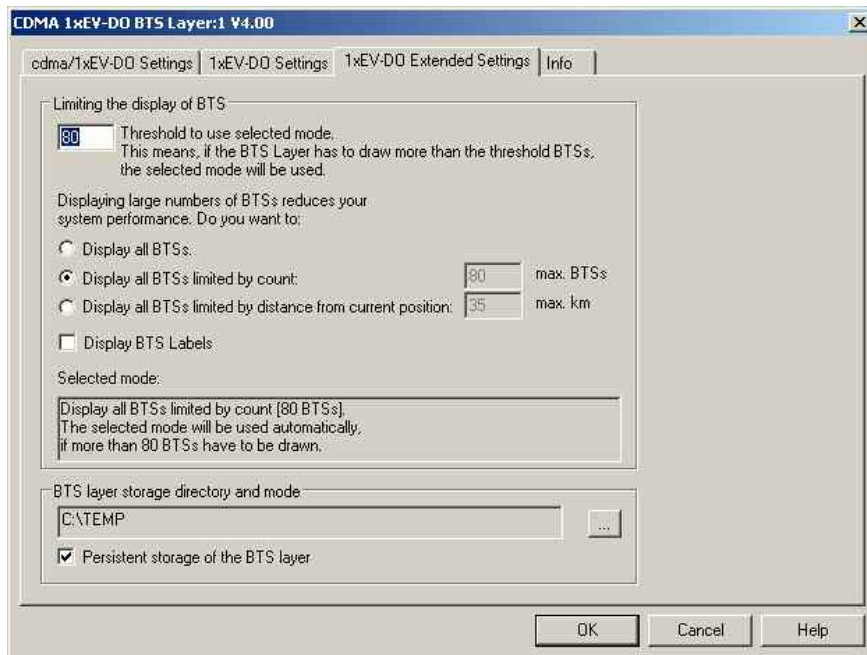 CDMA 1xEV-DO BTS Layer:1 V4.00
cdma/1xEV-DO Settings
1xEV-DO Settings
1xEV-DO Extended Settings
Info
Limiting the display of BTS
80
Threshold to use selected mode.
This means, if the BTS Layer has to draw more than the threshold BTSs,
the selected mode will be used.
Displaying large numbers of BTSs reduces your
system performance. Do you want to:
Display all BTSs.
Display all BTSs limited by count: 80 max. BTSs
Display all BTSs limited by distance from current position: 35 max. km
Display BTS Labels
Selected mode:
Display all BTSs limited by count [80 BTSs],
The selected mode will be used automatically,
if more than 80 BTSs have to be drawn.
BTS layer storage directory and mode
C:\TEMP
...
Persistent storage of the BTS layer
OK
Cancel
Help